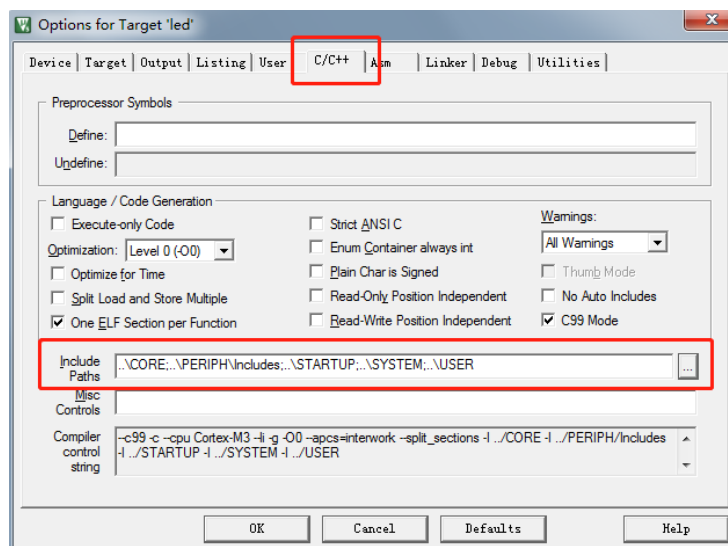 Options for Target 'led'
Device Target Output Listing User C/C++ Asm Linker Debug Utilities
Preprocessor Symbols
Define:
Undefine:
Language / Code Generation
Execute-only Code
Strict ANSI C
Warnings:
Optimization: Level 0 (-O0)
Enum Container always int
All Warnings
Optimize for Time
Plain Char is Signed
Thumb Mode
Split Load and Store Multiple
Read-Only Position Independent
No Auto Includes
One ELF Section per Function
Read-Write Position Independent
C99 Mode
Include Paths
..\CORE;..\PERIPH\Includes;..\STARTUP;..\SYSTEM;..\USER
...
Misc Controls
Compiler control string
--c99 -c --cpu Cortex-M3 --li -g -O0 --apcs=interwork --split_sections -I ../CORE -I ../PERIPH/Includes
-I ../STARTUP -I ../SYSTEM -I ../USER
OK Cancel Defaults Help